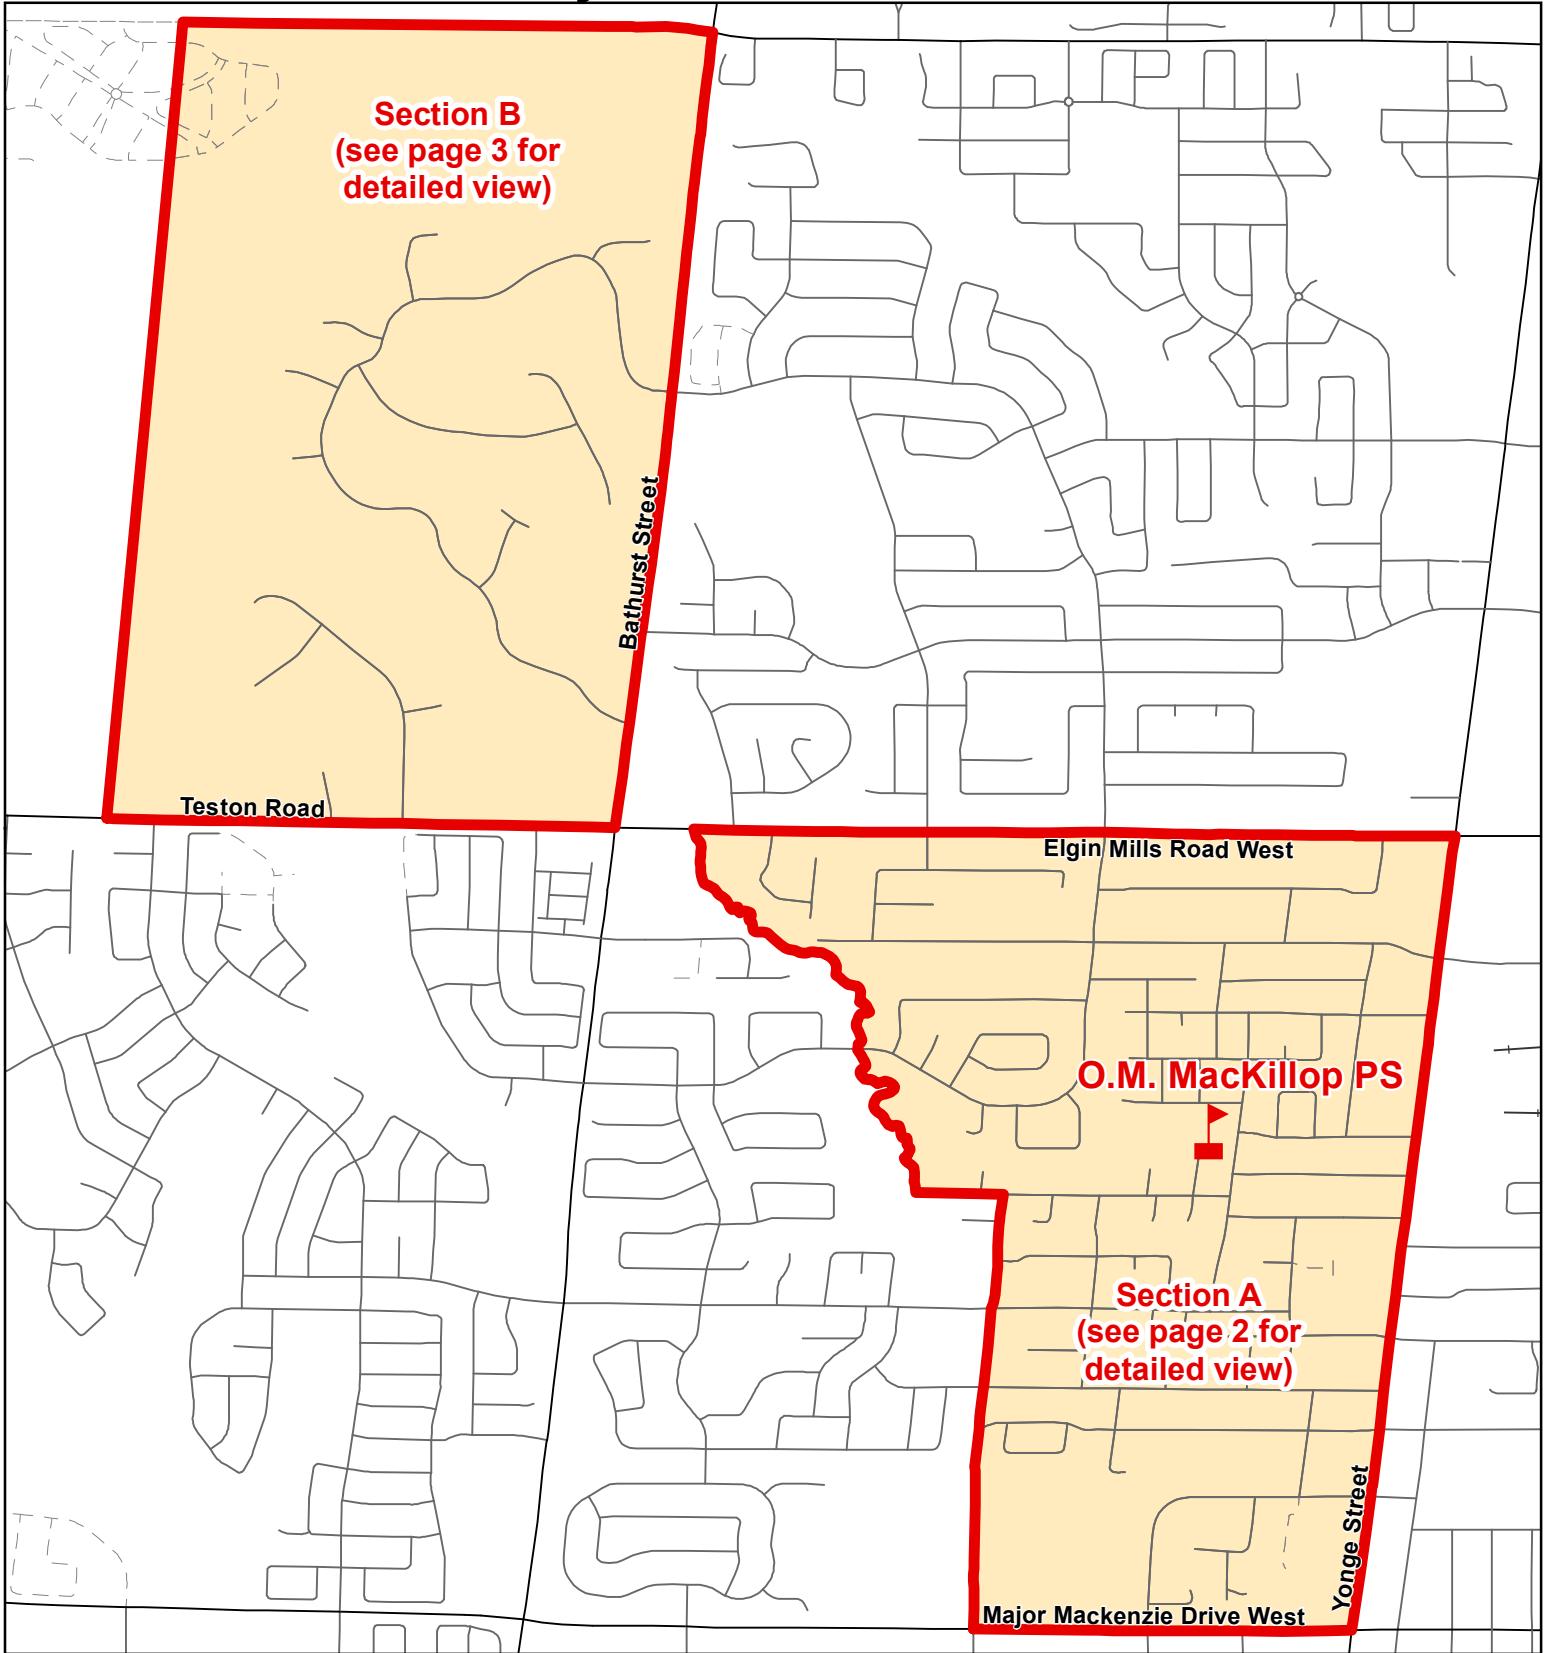 Section B
(see page 3 for
detailed view)
Bathurst Street
Teston Road
Elgin Mills Road West
O.M. MacKillop PS
Section A
(see page 2 for
detailed view)
Yonge Street
Major Mackenzie Drive West